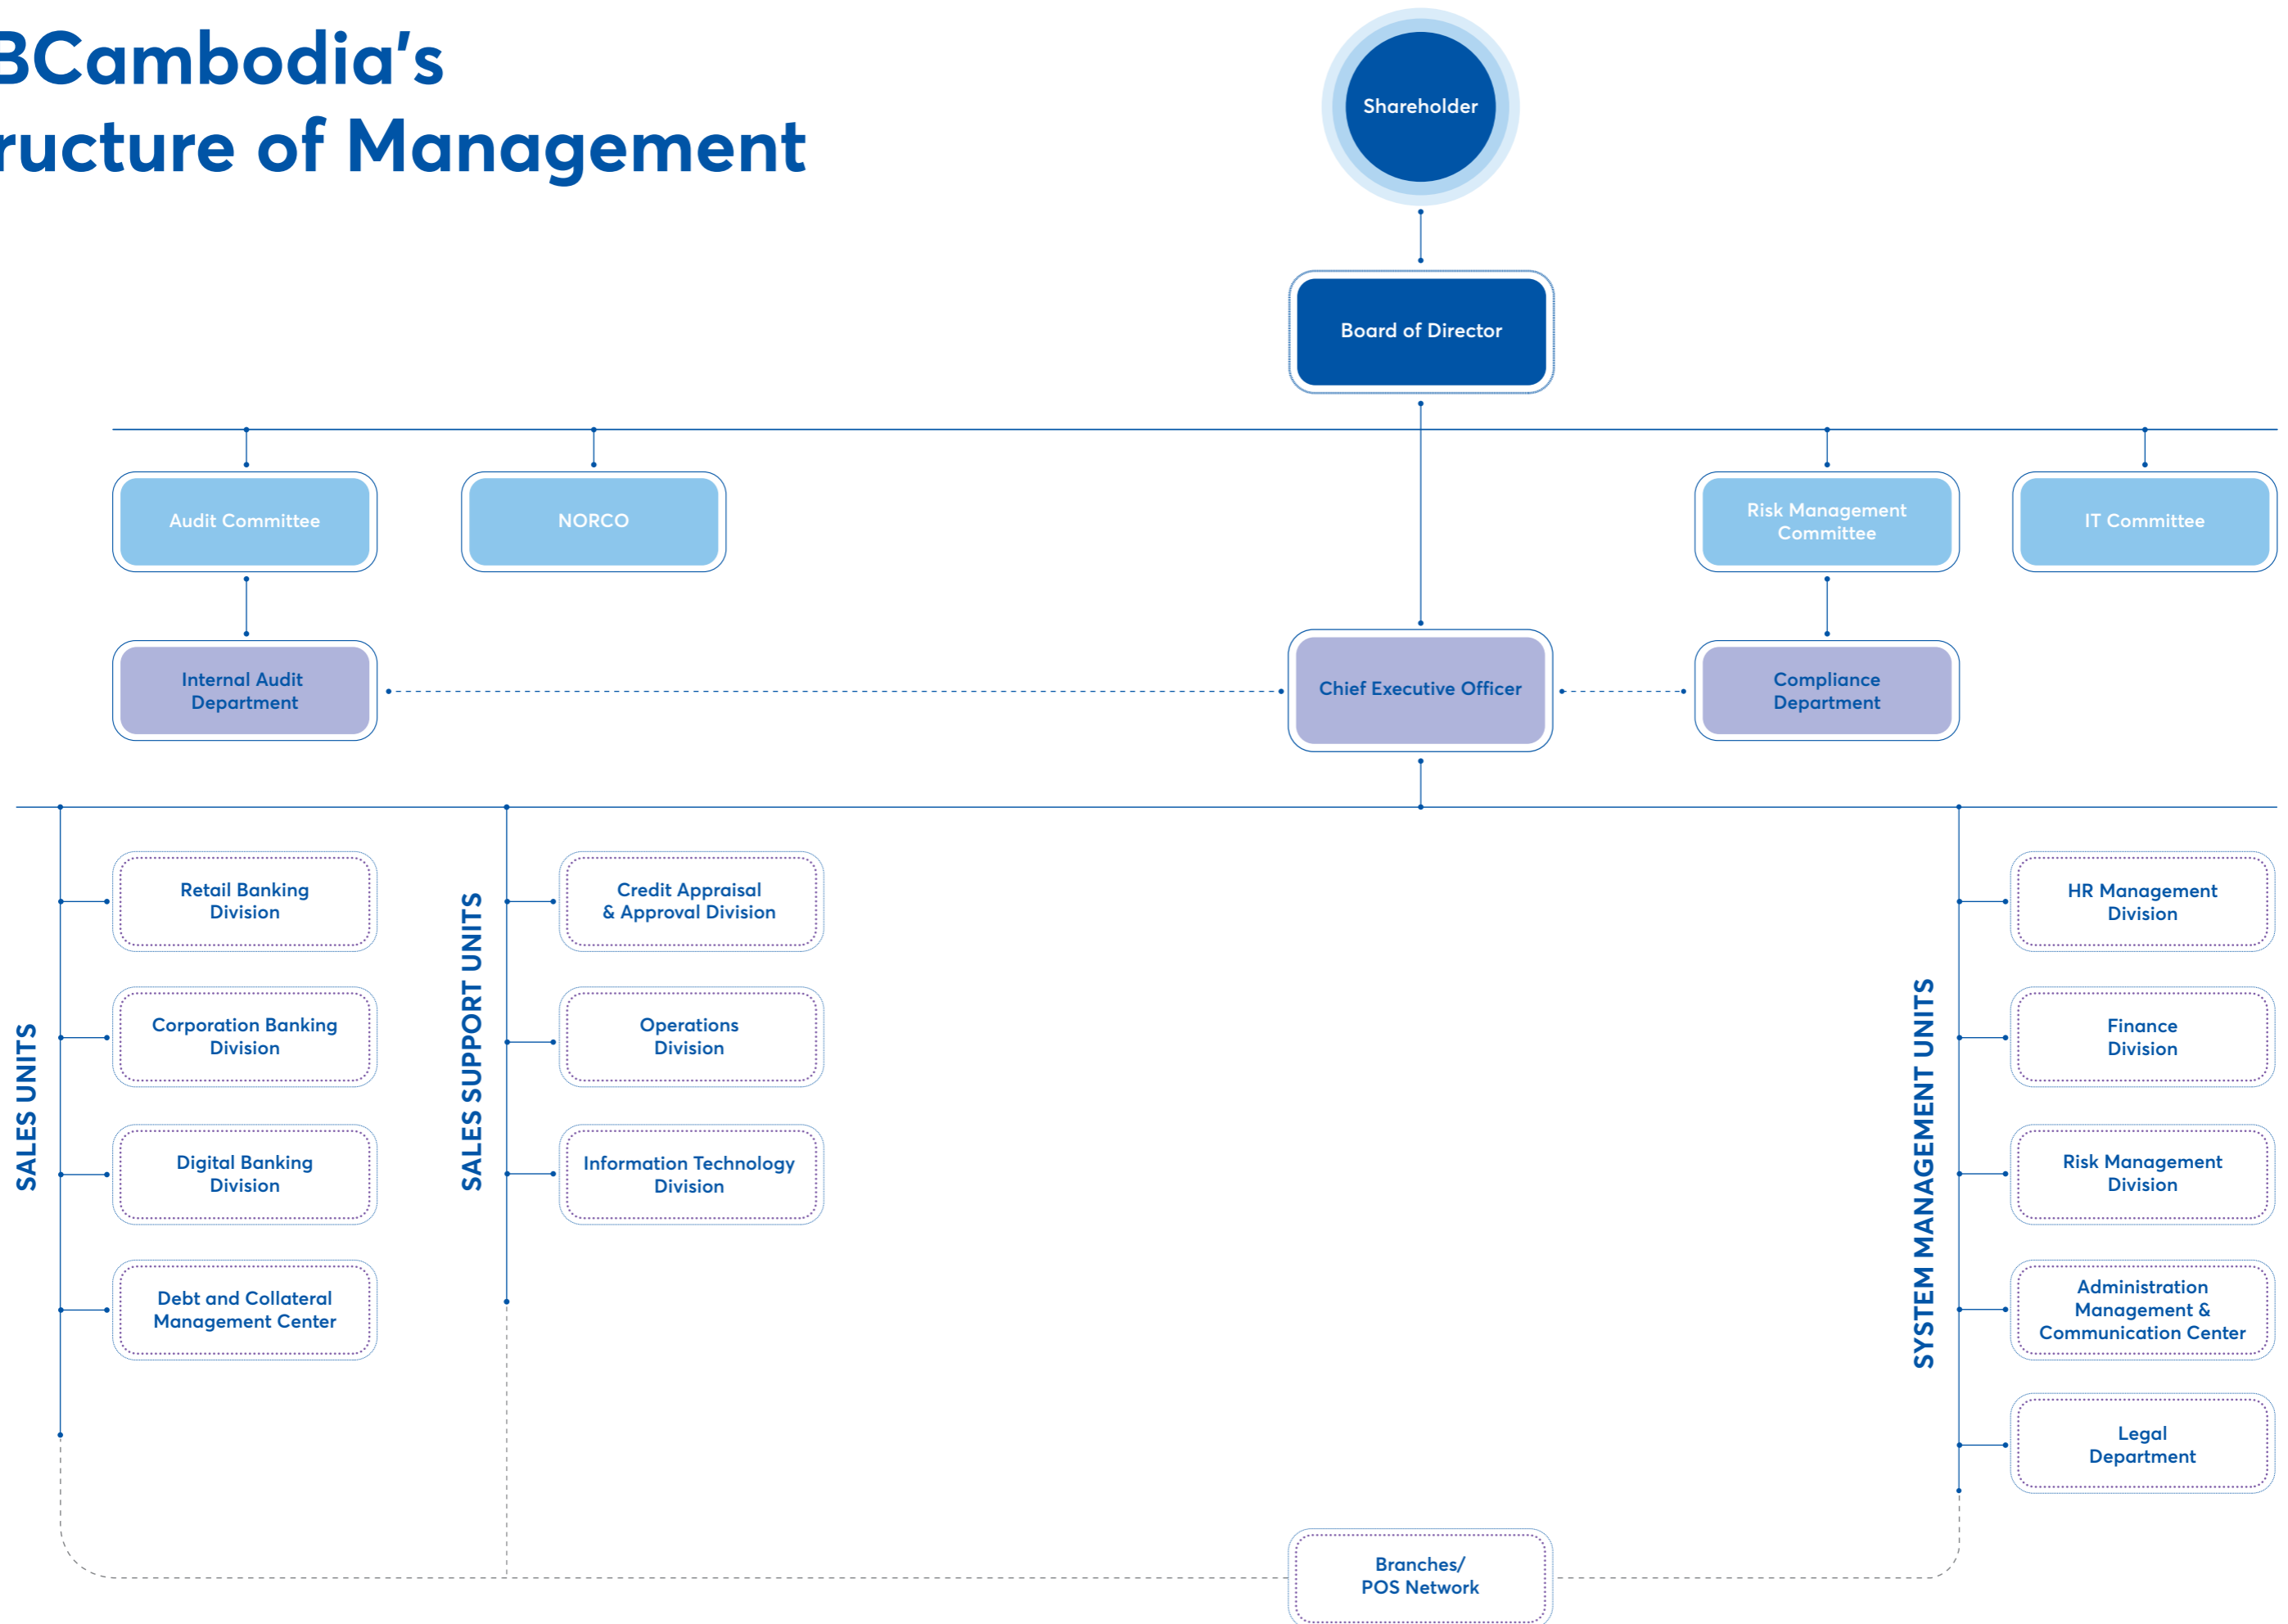 BCambodia's
ructure of Management
Shareholder
Board of Director
Audit Committee
NORCO
Risk Management
Committee
IT Committee
Internal Audit
Department
Chief Executive Officer
Compliance
Department
SALES UNITS
Retail Banking
Division
Corporation Banking
Division
Digital Banking
Division
Debt and Collateral
Management Center
SALES SUPPORT UNITS
Credit Appraisal
& Approval Division
Operations
Division
Information Technology
Division
SYSTEM MANAGEMENT UNITS
HR Management
Division
Finance
Division
Risk Management
Division
Administration
Management &
Communication Center
Legal
Department
Branches/
POS Network